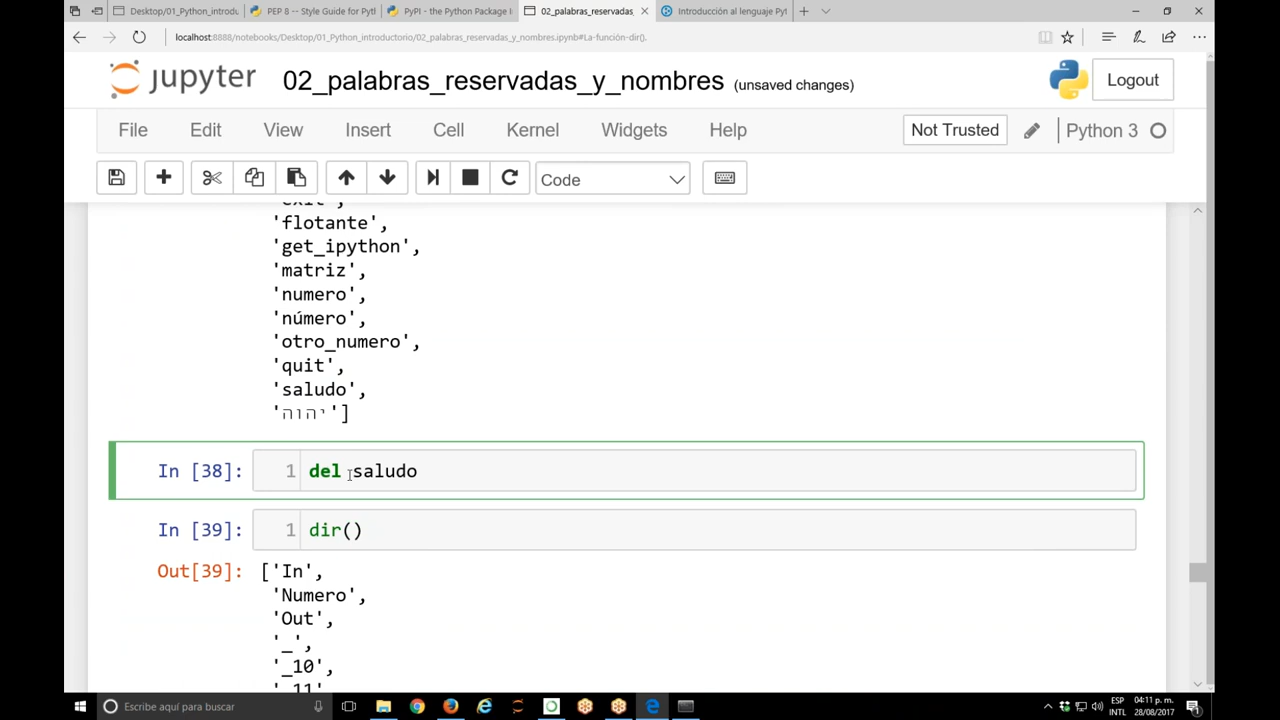 Desktop/01_Python_introdu
PEP 8 -- Style Guide for Pytl
PyPI - the Python Package I
02_palabras_reservadas_
Introducción al lenguaje Pyt
localhost:8888/notebooks/Desktop/01_Python_introductorio/02_palabras_reservadas_y_nombres.ipynb#La-función-dir().
jupyter
02_palabras_reservadas_y_nombres (unsaved changes)
Logout
File Edit View Insert Cell Kernel Widgets Help
Not Trusted
Python 3
Code
'exit',
'flotante',
'get_ipython',
'matriz',
'numero',
'número',
'otro_numero',
'quit',
'saludo',
'יהוה']
In [38]: 1 del saludo
In [39]: 1 dir()
Out[39]: ['In',
'Numero',
'Out',
'_',
'_10',
'_11',
Escribe aquí para buscar
ESP
INTL
04:11 p. m.
28/08/2017